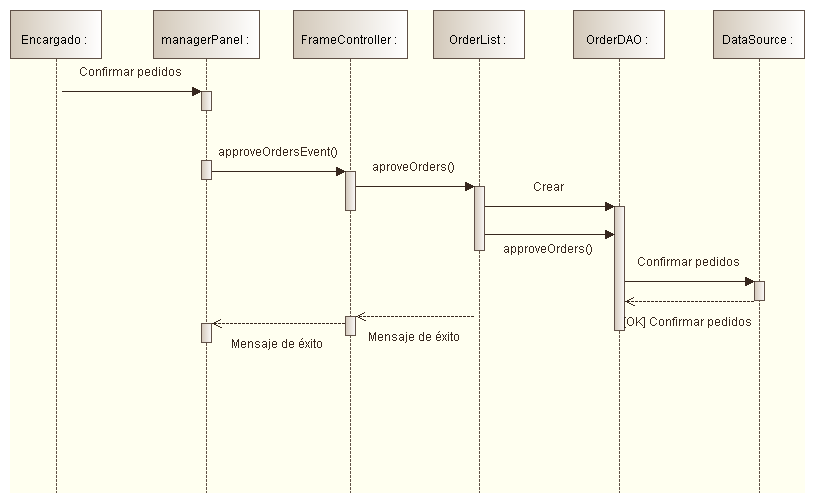 Encargado :
managerPanel :
FrameController :
OrderList :
OrderDAO :
DataSource :
Confirmar pedidos
approveOrdersEvent()
aproveOrders()
Crear
approveOrders()
Confirmar pedidos
[OK] Confirmar pedidos
Mensaje de éxito
Mensaje de éxito